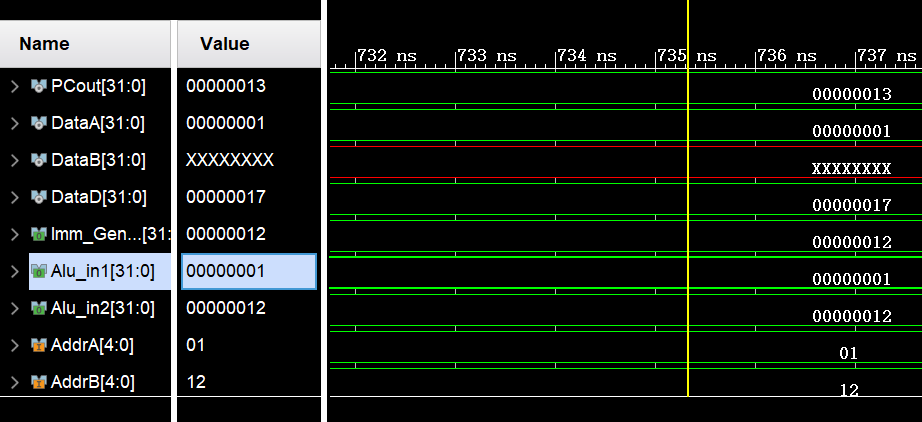 Name Value
732 ns 733 ns 734 ns 735 ns 736 ns 737 ns
PCout[31:0] 00000013 00000013
DataA[31:0] 00000001 00000001
DataB[31:0] XXXXXXXX XXXXXXXX
DataD[31:0] 00000017 00000017
Imm_Gen...[31: 00000012 00000012
Alu_in1[31:0] 00000001 00000001
Alu_in2[31:0] 00000012 00000012
AddrA[4:0] 01 01
AddrB[4:0] 12 12